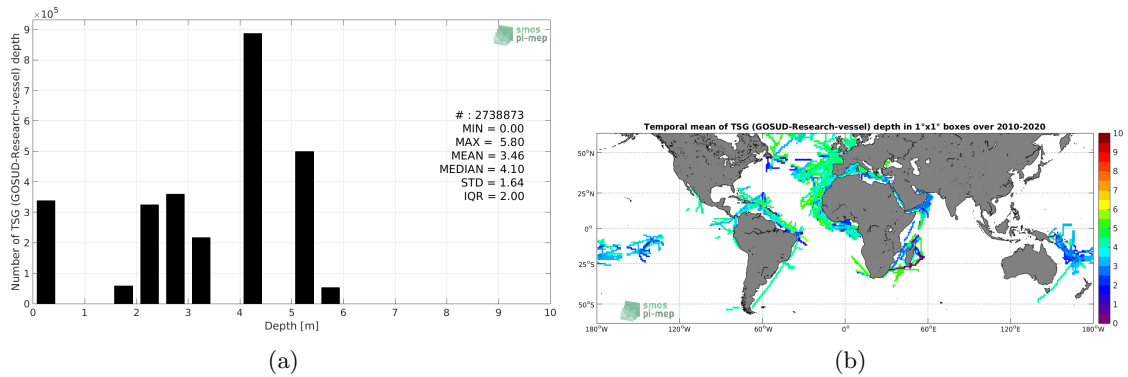 ×10⁵
9
8
7
6
5
4
3
2
1
0
Number of TSG (GOSUD-Research-vessel) depth
smos
pi-mep
# : 2738873
MIN = 0.00
MAX = 5.80
MEAN = 3.46
MEDIAN = 4.10
STD = 1.64
IQR = 2.00
0 1 2 3 4 5 6 7 8 9 10
Depth [m]
(a)
Temporal mean of TSG (GOSUD-Research-vessel) depth in 1°x1° boxes over 2010-2020
50°N
25°N
0°
25°S
50°S
smos
pi-mep
180°W 120°W 60°W 0° 60°E 120°E 180°E
10
9
8
7
6
5
4
3
2
1
0
(b)